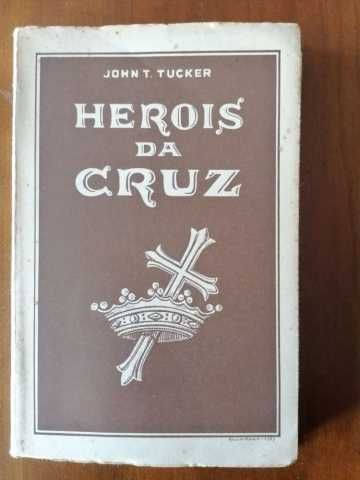 JOHN T. TUCKER
HEROIS
DA
CRUZ